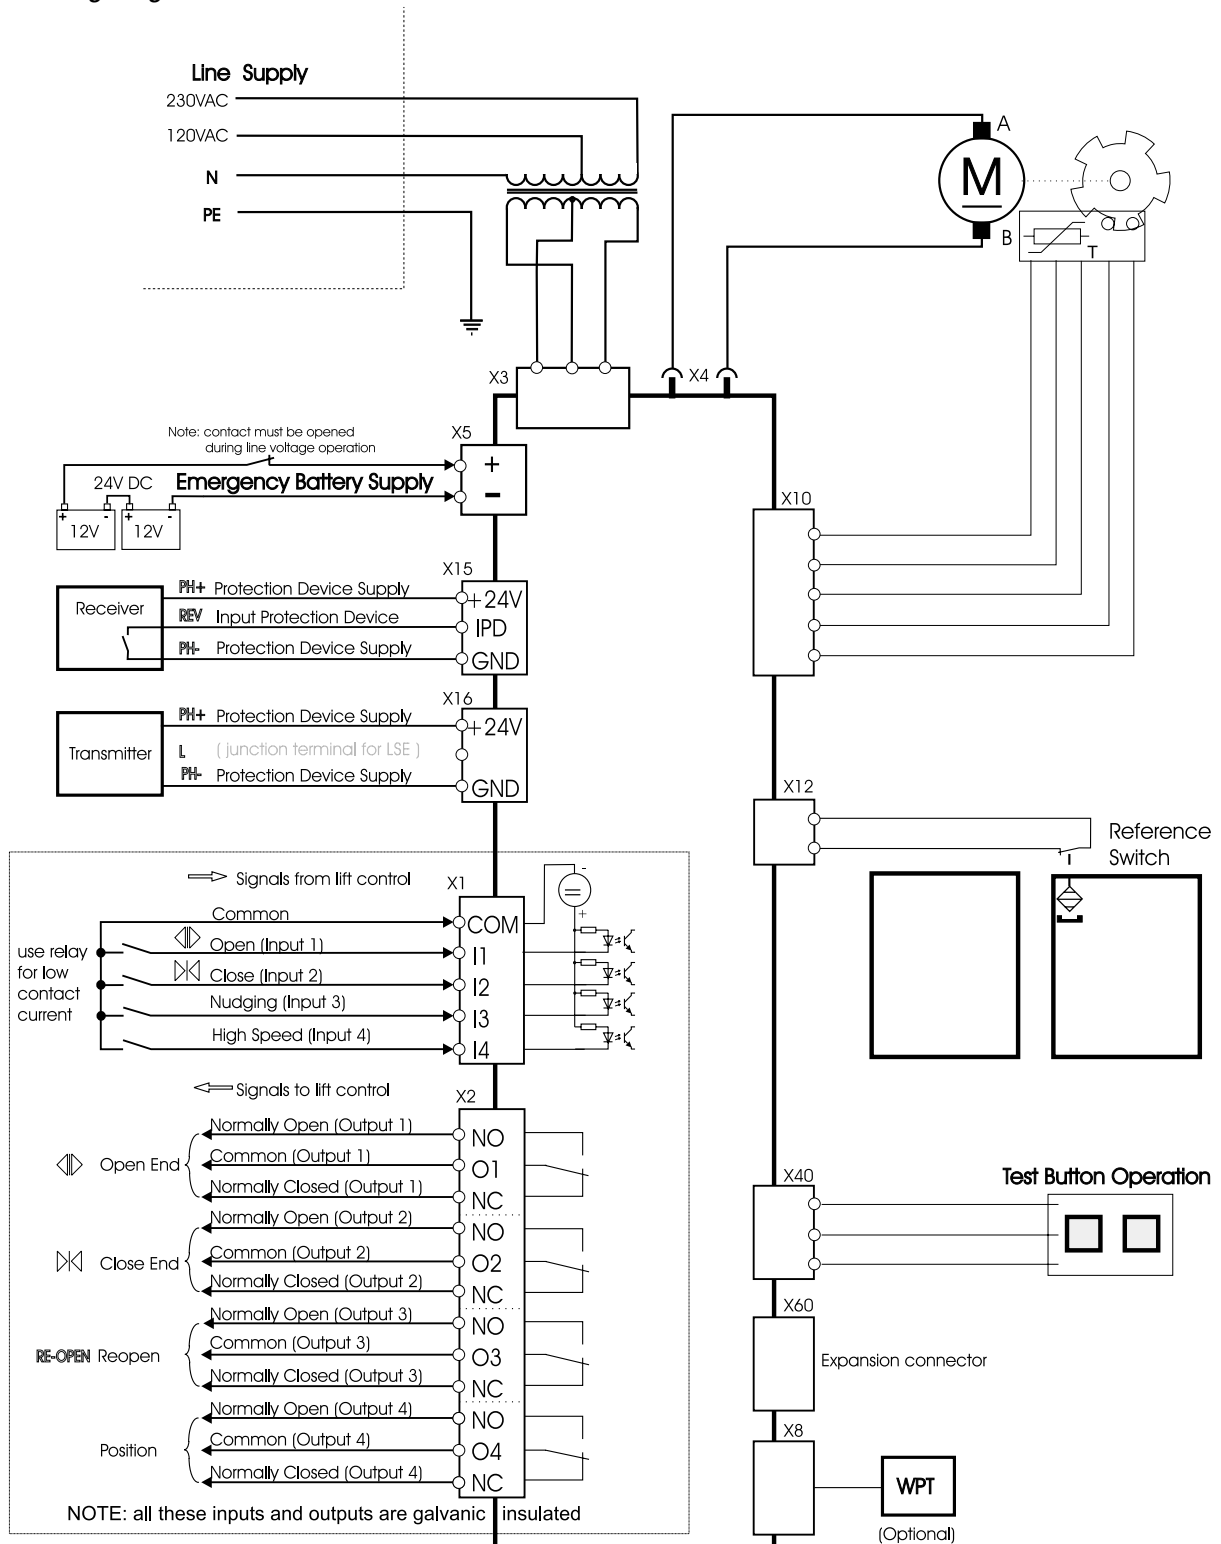 Line Supply
230VAC
120VAC
N
PE
A
M
B
T
X3
X4
Note: contact must be opened
during line voltage operation
X5
24V DC
Emergency Battery Supply
+
-
+ - + -
12V 12V
X10
X15
Receiver
PH+ Protection Device Supply
+24V
REV Input Protection Device
IPD
PH- Protection Device Supply
GND
X16
Transmitter
PH+ Protection Device Supply
+24V
L ( junction terminal for LSE )
PH- Protection Device Supply
GND
X12
Reference
Switch
Signals from lift control
X1
-
=
+
use relay
for low
contact
current
Common
COM
Open (Input 1)
I1
Close (Input 2)
I2
Nudging (Input 3)
I3
High Speed (Input 4)
I4
Signals to lift control
X2
Open End
Normally Open (Output 1)
NO
Common (Output 1)
O1
Normally Closed (Output 1)
NC
Close End
Normally Open (Output 2)
NO
Common (Output 2)
O2
Normally Closed (Output 2)
NC
RE-OPEN Reopen
Normally Open (Output 3)
NO
Common (Output 3)
O3
Normally Closed (Output 3)
NC
Position
Normally Open (Output 4)
NO
Common (Output 4)
O4
Normally Closed (Output 4)
NC
NOTE: all these inputs and outputs are galvanic insulated
X40
Test Button Operation
X60
Expansion connector
X8
WPT
(Optional)